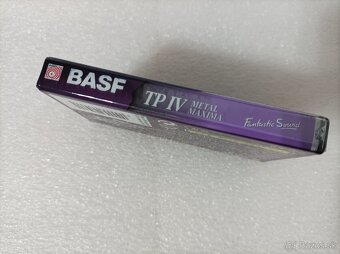 BASF
TP IV METAL
MAXIMA
Fantastic Sound